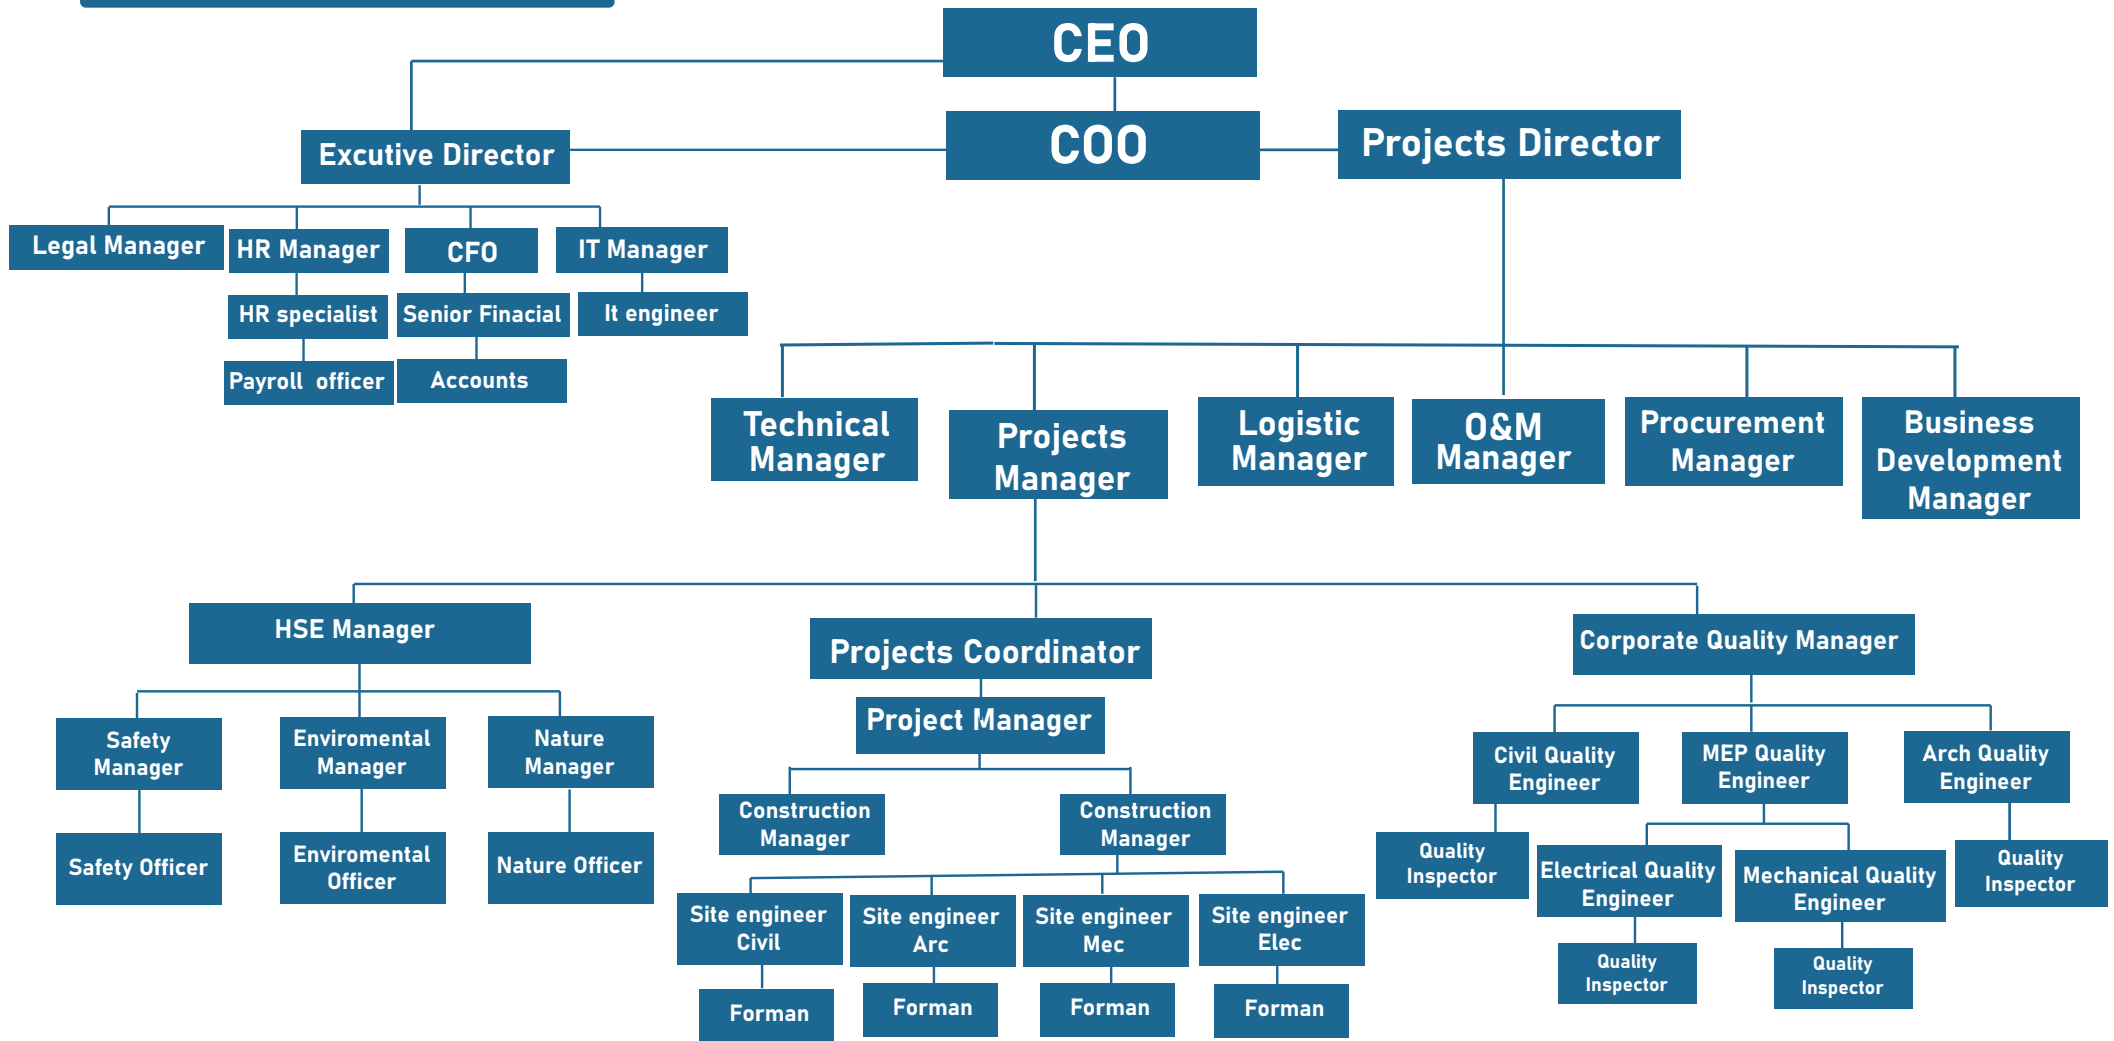 CEO
COO
Projects Director
Excutive Director
Legal Manager
HR Manager
CFO
IT Manager
HR specialist
Senior Finacial
It engineer
Payroll officer
Accounts
Technical
Manager
Projects
Manager
Logistic
Manager
O&M
Manager
Procurement
Manager
Business
Development
Manager
HSE Manager
Projects Coordinator
Corporate Quality Manager
Project Manager
Safety
Manager
Enviromental
Manager
Nature
Manager
Civil Quality
Engineer
MEP Quality
Engineer
Arch Quality
Engineer
Construction
Manager
Construction
Manager
Safety Officer
Enviromental
Officer
Nature Officer
Quality
Inspector
Electrical Quality
Engineer
Mechanical Quality
Engineer
Quality
Inspector
Site engineer
Civil
Site engineer
Arc
Site engineer
Mec
Site engineer
Elec
Quality
Inspector
Quality
Inspector
Forman
Forman
Forman
Forman